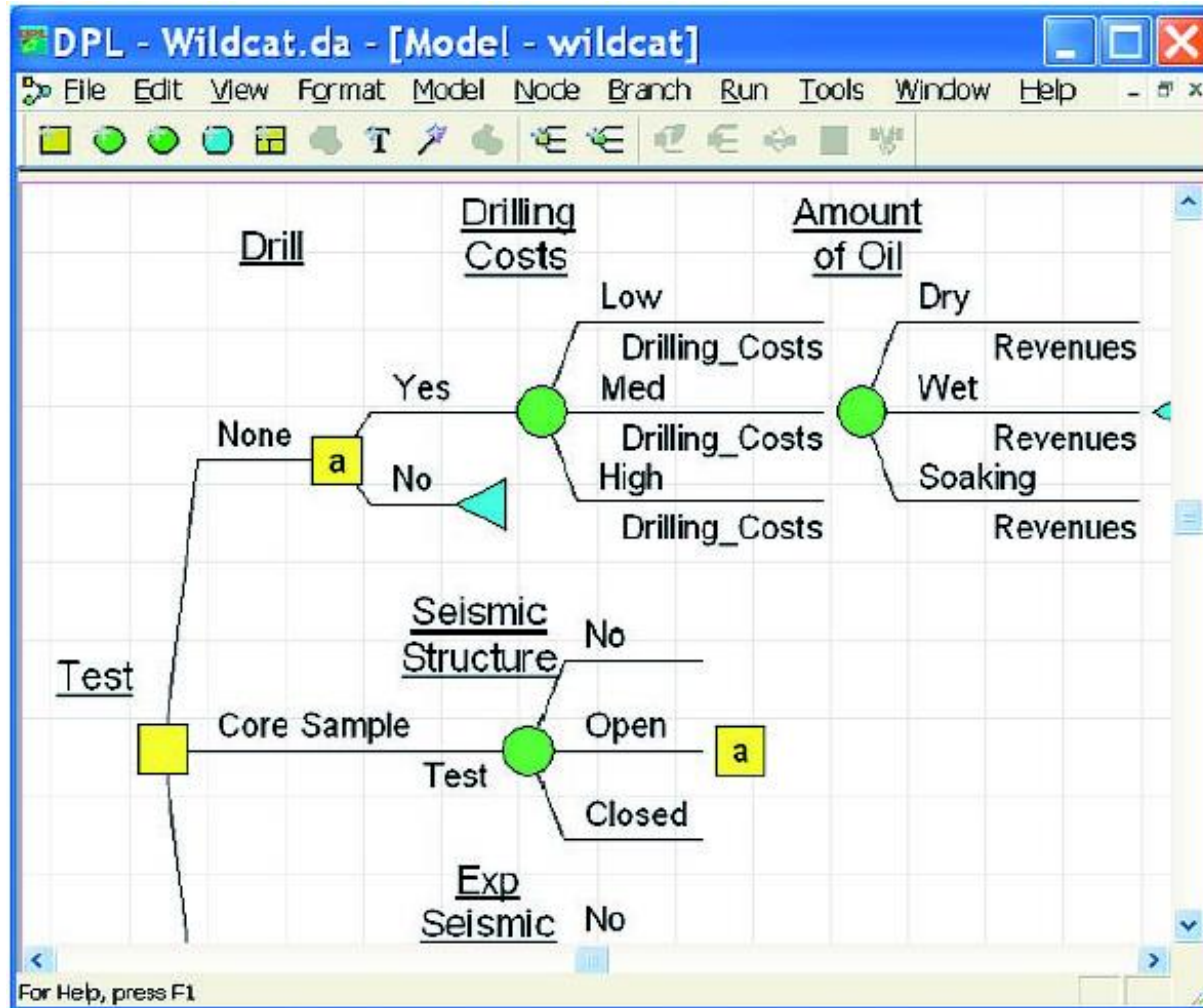 DPL - Wildcat.da - [Model - wildcat]
File Edit View Format Model Node Branch Run Tools Window Help
T
Drill
Drilling
Costs
Amount
of Oil
Low
Drilling_Costs
Med
Drilling_Costs
High
Drilling_Costs
Dry
Revenues
Wet
Revenues
Soaking
Revenues
Yes
None
a
No
Seismic
Structure
No
Test
Core Sample
Test
Open
a
Closed
Exp
Seismic
No
For Help, press F1